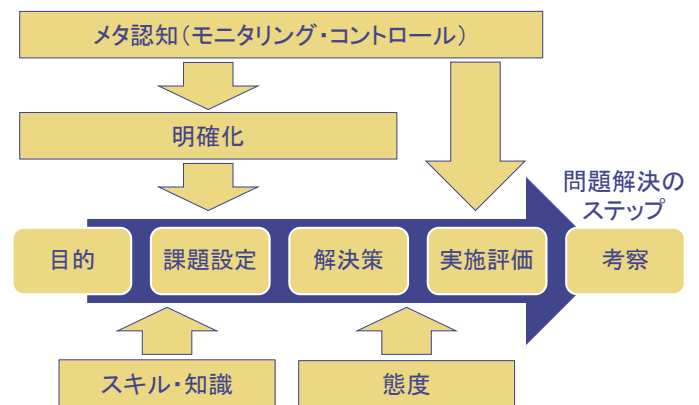 メタ認知(モニタリング・コントロール)
明確化
問題解決の
ステップ
目的
課題設定
解決策
実施評価
考察
スキル・知識
態度